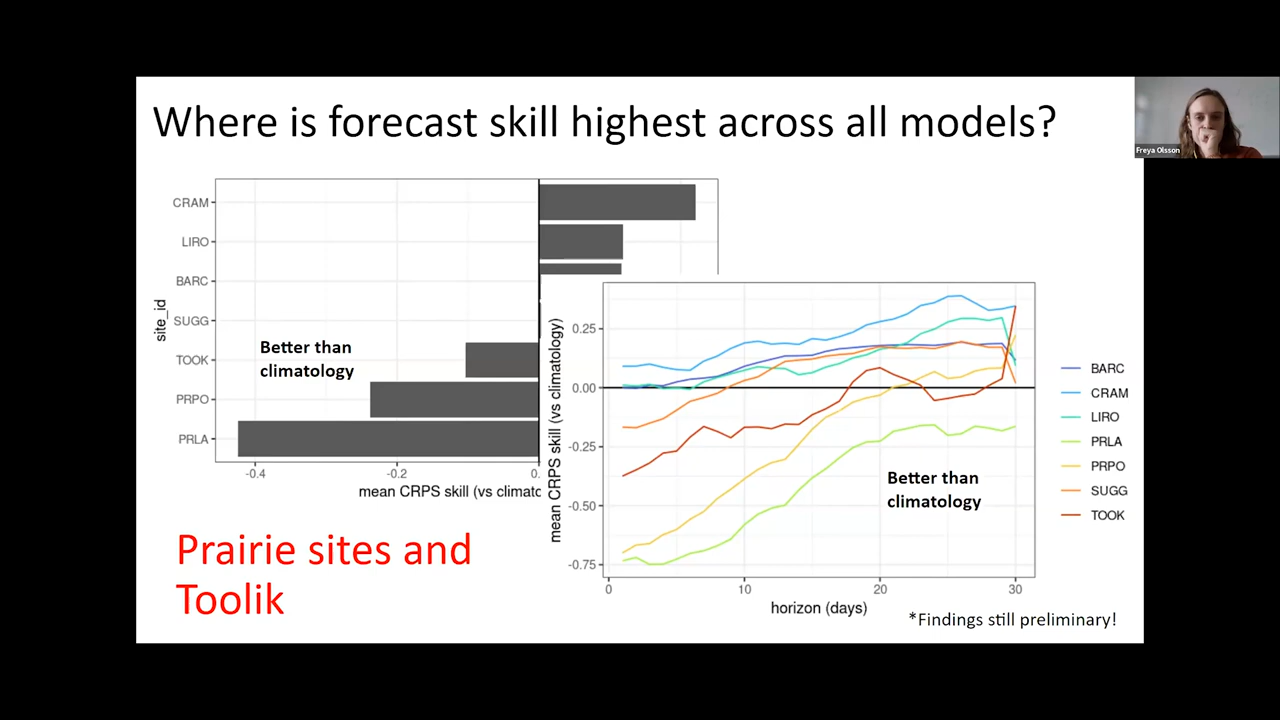 Where is forecast skill highest across all models?
Freya Olsson
CRAM
LIRO
BARC
SUGG
TOOK
PRPO
PRLA
site_id
Better than
climatology
-0.4
-0.2
0.
mean CRPS skill (vs climatc
Prairie sites and
Toolik
mean CRPS skill (vs climatology)
0.25
0.00
-0.25
-0.50
-0.75
0
10
20
30
horizon (days)
Better than
climatology
BARC
CRAM
LIRO
PRLA
PRPO
SUGG
TOOK
*Findings still preliminary!